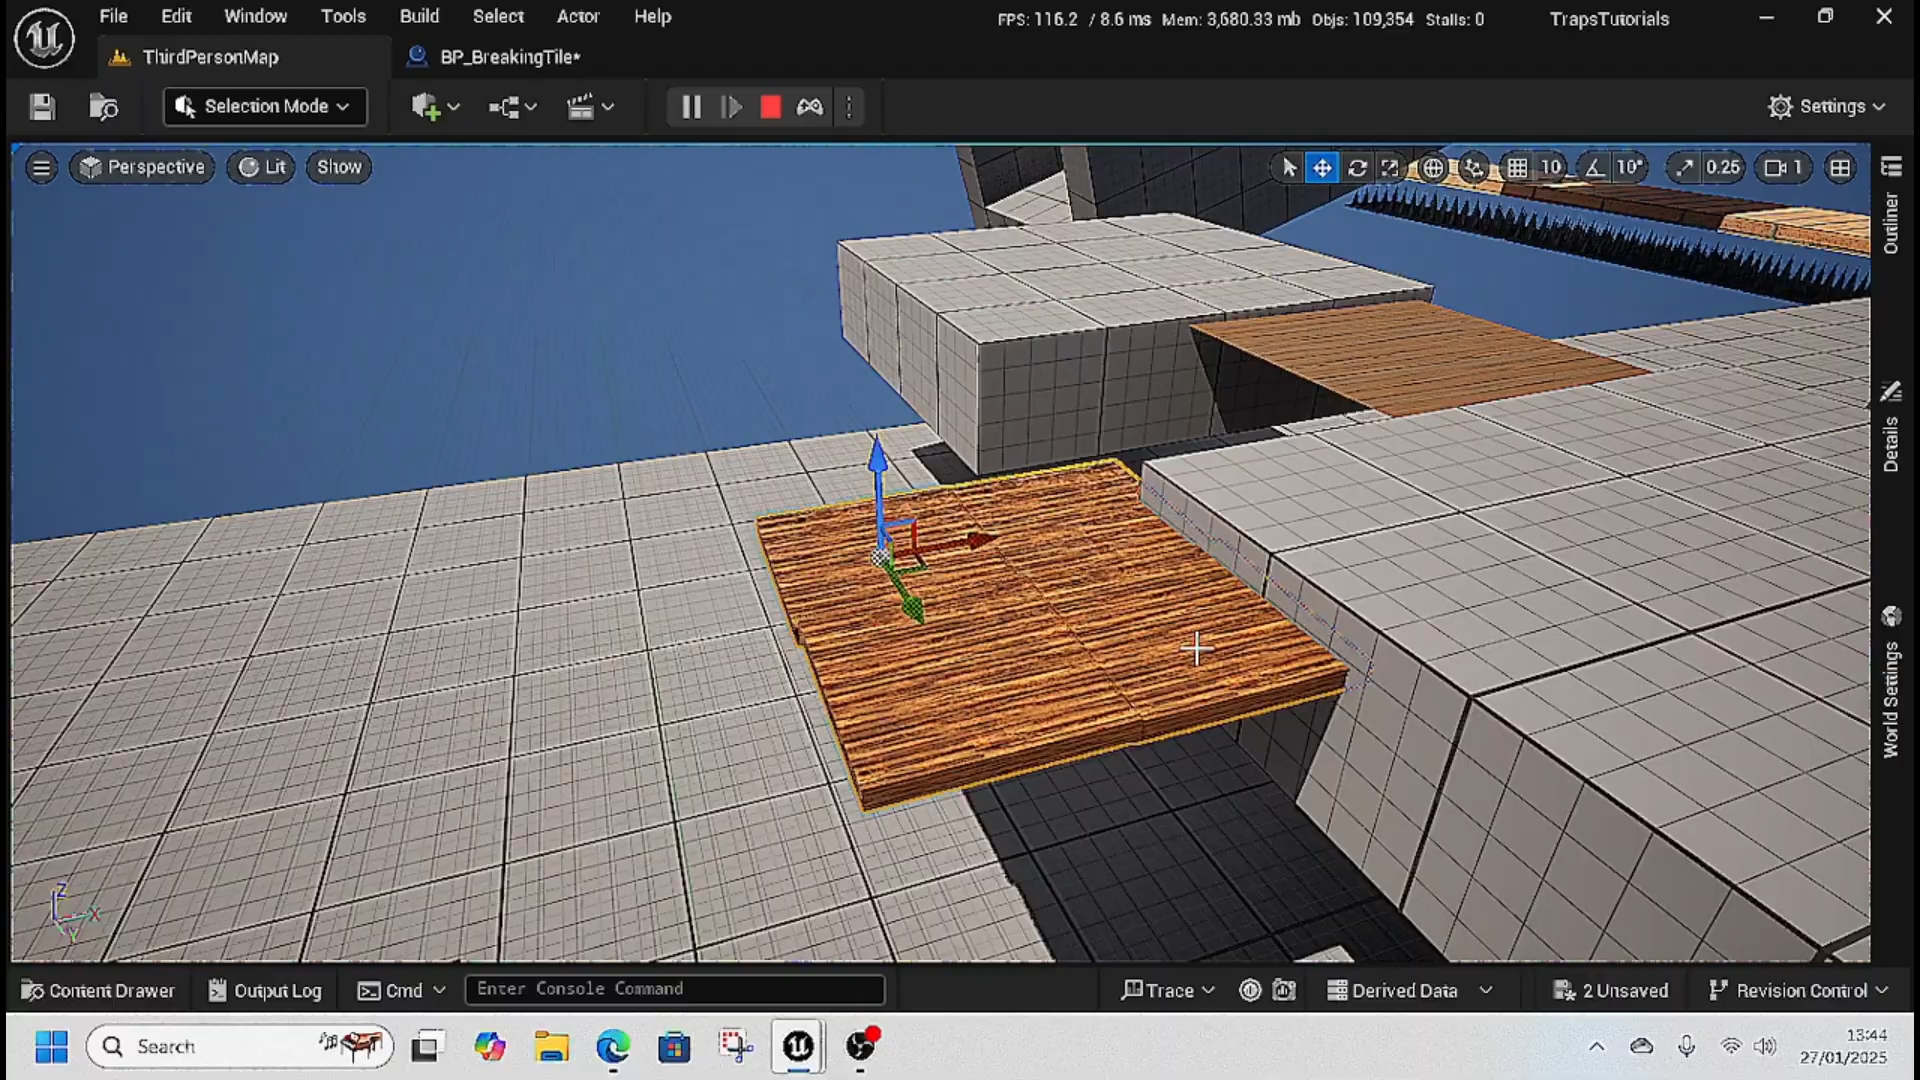 File Edit Window Tools Build Select Actor Help
FPS: 116.2 / 8.6 ms Mem: 3,680.33 mb Objs: 109,354 Stalls: 0
TrapsTutorials
ThirdPersonMap
BP_BreakingTile*
Selection Mode
Settings
Perspective
Lit
Show
10
10°
0.25
1
Outliner
Details
World Settings
Z
X
Y
Content Drawer
Output Log
Cmd
Enter Console Command
Trace
Derived Data
2 Unsaved
Revision Control
Search
13:44
27/01/2025